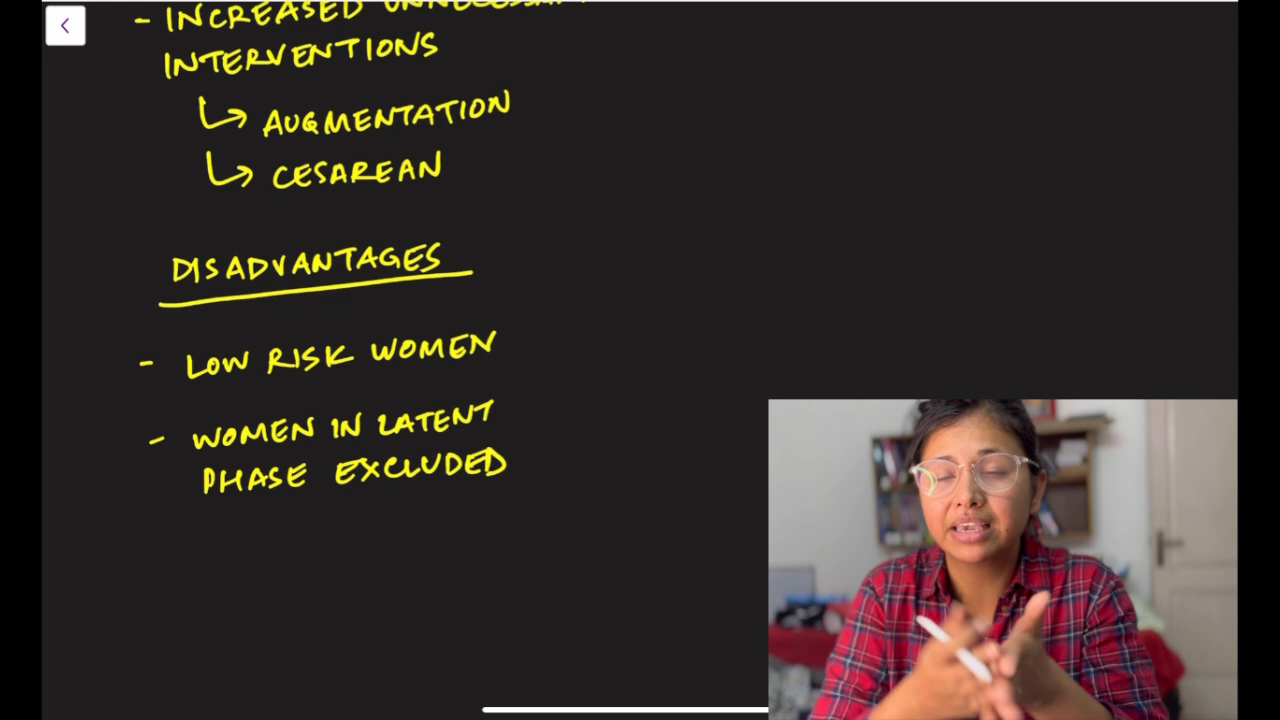 - INCREASED
INTERVENTIONS
↳ AUGMENTATION
↳ CESAREAN
DISADVANTAGES
- LOW RISK WOMEN
- WOMEN IN LATENT
PHASE EXCLUDED